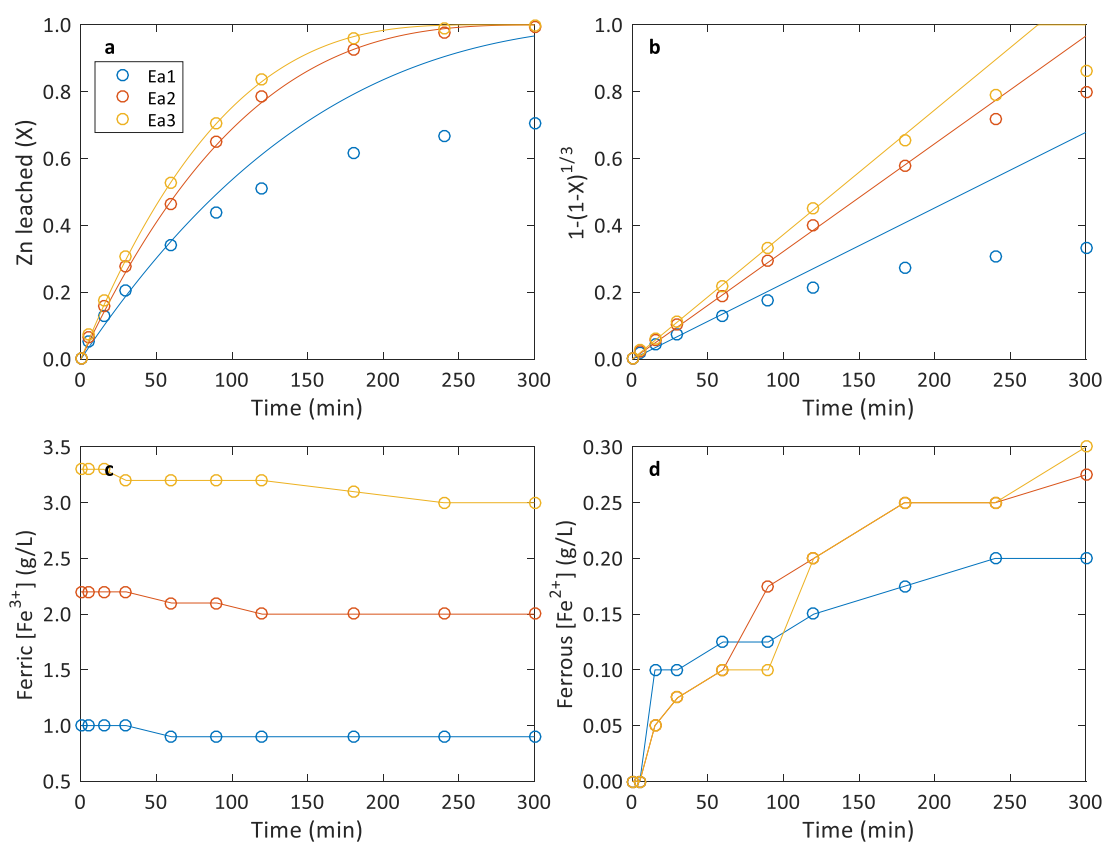 a
Ea1
Ea2
Ea3
Zn leached (X)
1.0
0.8
0.6
0.4
0.2
0.0
0 50 100 150 200 250 300
Time (min)
b
1-(1-X)^1/3
1.0
0.8
0.6
0.4
0.2
0.0
0 50 100 150 200 250 300
Time (min)
c
Ferric [Fe³⁺] (g/L)
3.5
3.0
2.5
2.0
1.5
1.0
0.5
0 50 100 150 200 250 300
Time (min)
d
Ferrous [Fe²⁺] (g/L)
0.30
0.25
0.20
0.15
0.10
0.05
0.00
0 50 100 150 200 250 300
Time (min)